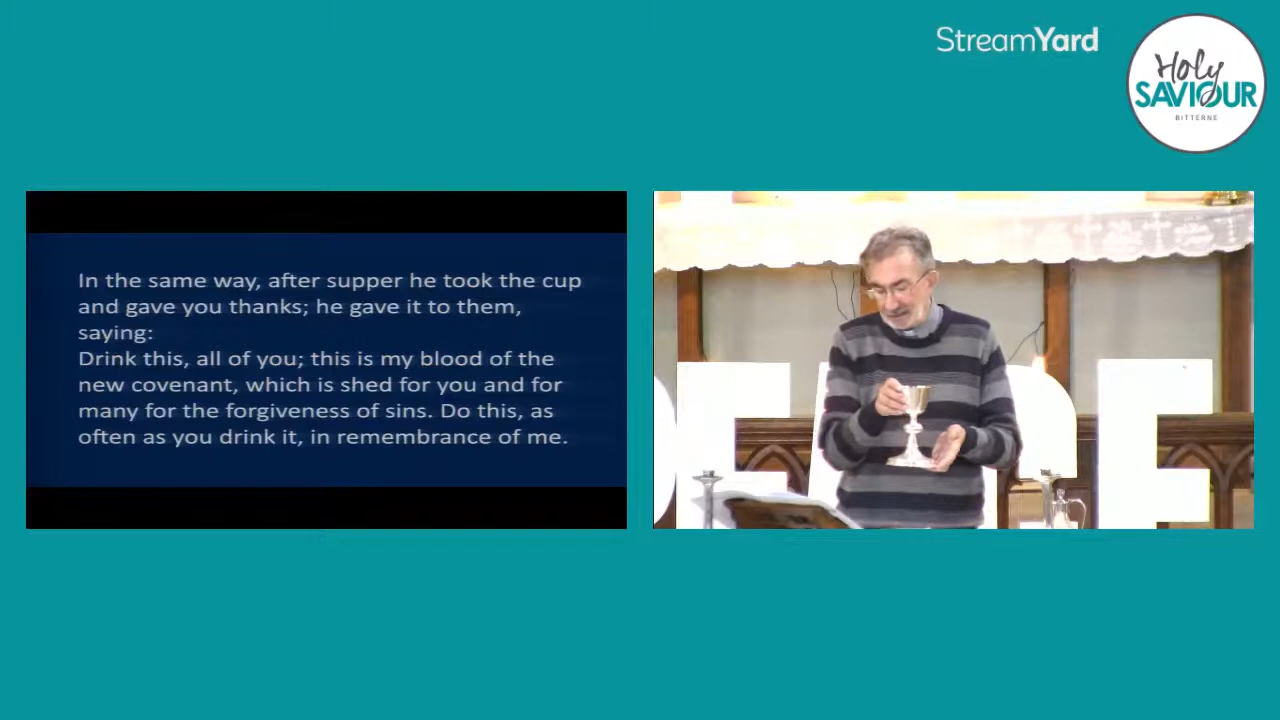 StreamYard
Holy
SAVIOUR
BITTERNE
In the same way, after supper he took the cup
and gave you thanks; he gave it to them,
saying:
Drink this, all of you; this is my blood of the
new covenant, which is shed for you and for
many for the forgiveness of sins. Do this, as
often as you drink it, in remembrance of me.